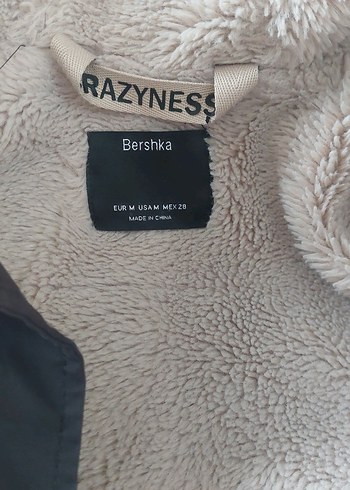 RAZYNESS
Bershka
EUR M USA M MEX 28
MADE IN CHINA